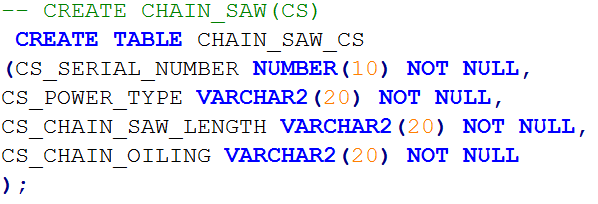 -- CREATE CHAIN_SAW(CS)
CREATE TABLE CHAIN_SAW_CS
(CS_SERIAL_NUMBER NUMBER(10) NOT NULL,
CS_POWER_TYPE VARCHAR2(20) NOT NULL,
CS_CHAIN_SAW_LENGTH VARCHAR2(20) NOT NULL,
CS_CHAIN_OILING VARCHAR2(20) NOT NULL
);